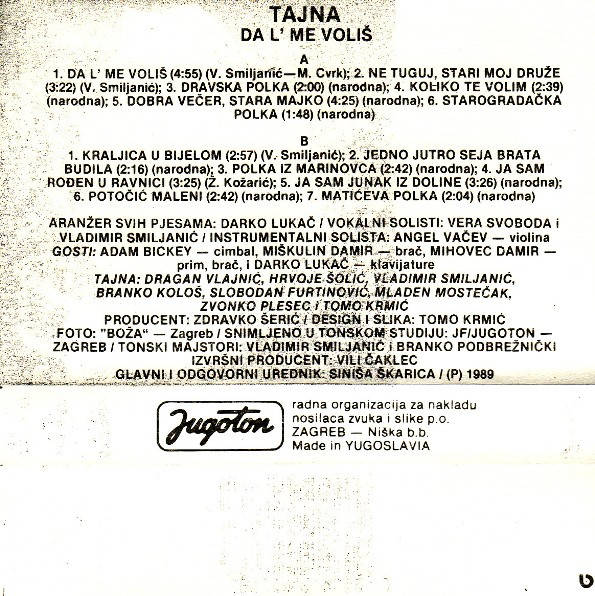 TAJNA
DA L' ME VOLIŠ
A
1. DA L' ME VOLIŠ (4:55) (V. Smiljanić—M. Cvrk); 2. NE TUGUJ, STARI MOJ DRUŽE
(3:22) (V. Smiljanić); 3. DRAVSKA POLKA (2:00) (narodna); 4. KOLIKO TE VOLIM (2:39)
(narodna); 5. DOBRA VEČER, STARA MAJKO (4:25) (narodna); 6. STAROGRADAČKA
POLKA (1:48) (narodna)
B
1. KRALJICA U BIJELOM (2:57) (V. Smiljanić); 2. JEDNO JUTRO SEJA BRATA
BUDILA (2:16) (narodna); 3. POLKA IZ MARINOVCA (2:42) (narodna); 4. JA SAM
ROĐEN U RAVNICI (3:25) (Ž. Kožarić); 5. JA SAM JUNAK IZ DOLINE (3:26) (narodna);
6. POTOČIĆ MALENI (2:42) (narodna); 7. MATIĆEVA POLKA (2:04) (narodna)
ARANŽER SVIH PJESAMA: DARKO LUKAČ / VOKALNI SOLISTI: VERA SVOBODA i
VLADIMIR SMILJANIĆ / INSTRUMENTALNI SOLISTA: ANGEL VAČEV — violina
GOSTI: ADAM BICKEY — cimbal, MIŠKULIN DAMIR — brač, MIHOVEC DAMIR —
prim, brač, i DARKO LUKAČ — klavijature
TAJNA: DRAGAN VLAJNIĆ, HRVOJE ŠOLIĆ, VLADIMIR SMILJANIĆ,
BRANKO KOLOŠ, SLOBODAN FURTINOVIĆ, MLADEN MOSTEČAK,
ZVONKO PLESEC i TOMO KRMIĆ
PRODUCENT: ZDRAVKO ŠERIĆ / DESIGN I SLIKA: TOMO KRMIĆ
FOTO: "BOŽA" — Zagreb / SNIMLJENO U TONSKOM STUDIJU: JF/JUGOTON —
ZAGREB / TONSKI MAJSTORI: VLADIMIR SMILJANIĆ i BRANKO PODBREŽNIČKI
IZVRŠNI PRODUCENT: VILI ČAKLEC
GLAVNI I ODGOVORNI UREDNIK: SINIŠA ŠKARICA / (P) 1989
Jugoton
radna organizacija za nakladu
nosilaca zvuka i slike p.o.
ZAGREB — Niška b.b.
Made in YUGOSLAVIA